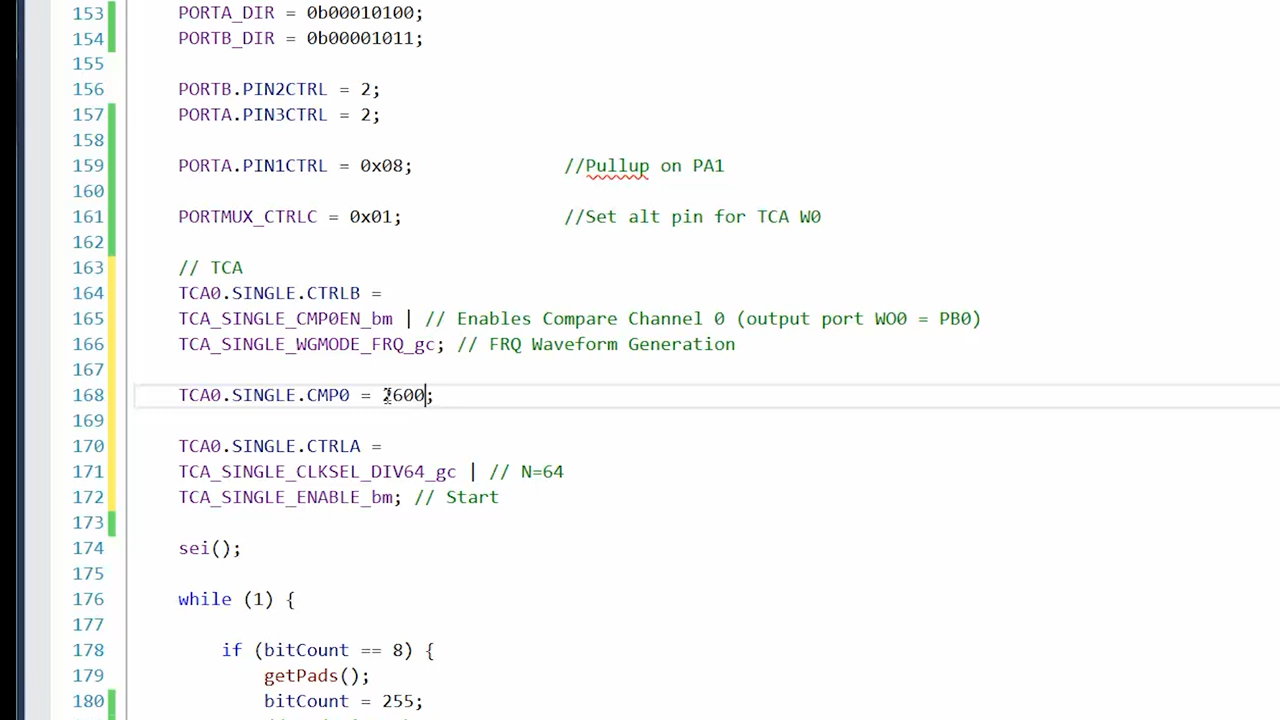 153 PORTA_DIR = 0b00010100;
154 PORTB_DIR = 0b00001011;
155
156 PORTB.PIN2CTRL = 2;
157 PORTA.PIN3CTRL = 2;
158
159 PORTA.PIN1CTRL = 0x08; //Pullup on PA1
160
161 PORTMUX_CTRLC = 0x01; //Set alt pin for TCA W0
162
163 // TCA
164 TCA0.SINGLE.CTRLB =
165 TCA_SINGLE_CMP0EN_bm | // Enables Compare Channel 0 (output port WO0 = PB0)
166 TCA_SINGLE_WGMODE_FRQ_gc; // FRQ Waveform Generation
167
168 TCA0.SINGLE.CMP0 = 2600;
169
170 TCA0.SINGLE.CTRLA =
171 TCA_SINGLE_CLKSEL_DIV64_gc | // N=64
172 TCA_SINGLE_ENABLE_bm; // Start
173
174 sei();
175
176 while (1) {
177
178 if (bitCount == 8) {
179 getPads();
180 bitCount = 255;